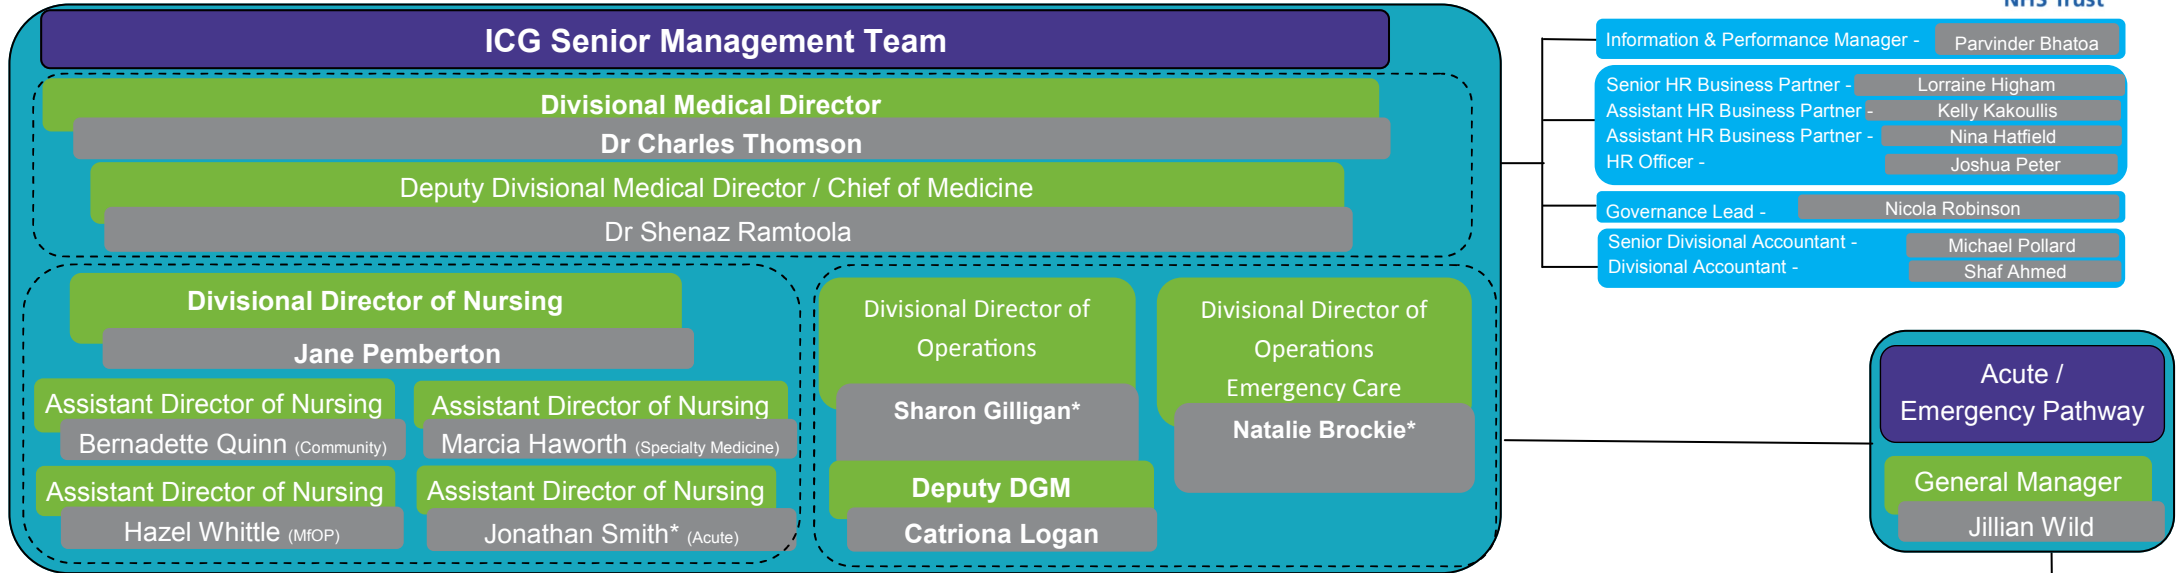 NHS Trust
ICG Senior Management Team
Divisional Medical Director
Dr Charles Thomson
Deputy Divisional Medical Director / Chief of Medicine
Dr Shenaz Ramtoola
Divisional Director of Nursing
Jane Pemberton
Assistant Director of Nursing
Bernadette Quinn (Community)
Assistant Director of Nursing
Marcia Haworth (Specialty Medicine)
Assistant Director of Nursing
Hazel Whittle (MfOP)
Assistant Director of Nursing
Jonathan Smith* (Acute)
Divisional Director of
Operations
Sharon Gilligan*
Deputy DGM
Catriona Logan
Divisional Director of
Operations
Emergency Care
Natalie Brockie*
Information & Performance Manager - Parvinder Bhatoa
Senior HR Business Partner - Lorraine Higham
Assistant HR Business Partner - Kelly Kakoullis
Assistant HR Business Partner - Nina Hatfield
HR Officer - Joshua Peter
Governance Lead - Nicola Robinson
Senior Divisional Accountant - Michael Pollard
Divisional Accountant - Shaf Ahmed
Acute /
Emergency Pathway
General Manager
Jillian Wild